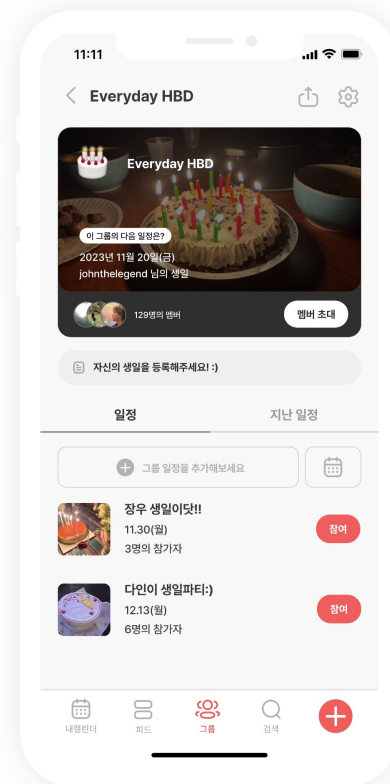 11:11
Everyday HBD
Everyday HBD
이 그룹의 다음 일정은?
2023년 11월 20일(금)
johnthelegend 님의 생일
129명의 멤버
멤버 초대
자신의 생일을 등록해주세요! :)
일정
지난 일정
그룹 일정을 추가해보세요
장우 생일이닷!!
11.30(월)
3명의 참가자
참여
다인이 생일파티:)
12.13(월)
6명의 참가자
참여
내캘린더
피드
그룹
검색